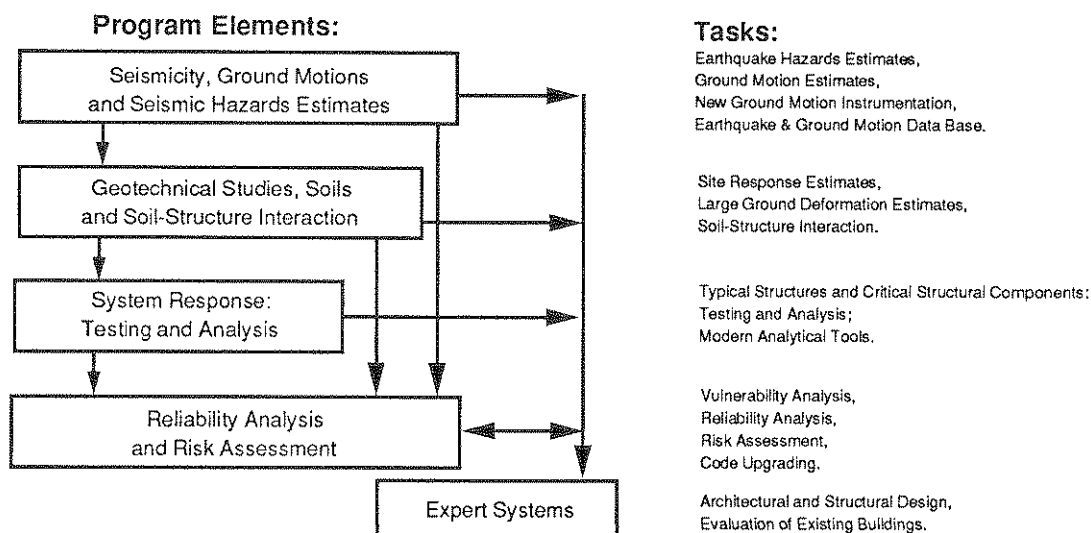 Program Elements:
Seismicity, Ground Motions
and Seismic Hazards Estimates
Geotechnical Studies, Soils
and Soil-Structure Interaction
System Response:
Testing and Analysis
Reliability Analysis
and Risk Assessment
Expert Systems
Tasks:
Earthquake Hazards Estimates,
Ground Motion Estimates,
New Ground Motion Instrumentation,
Earthquake & Ground Motion Data Base.
Site Response Estimates,
Large Ground Deformation Estimates,
Soil-Structure Interaction.
Typical Structures and Critical Structural Components:
Testing and Analysis;
Modern Analytical Tools.
Vulnerability Analysis,
Reliability Analysis,
Risk Assessment,
Code Upgrading.
Architectural and Structural Design,
Evaluation of Existing Buildings.